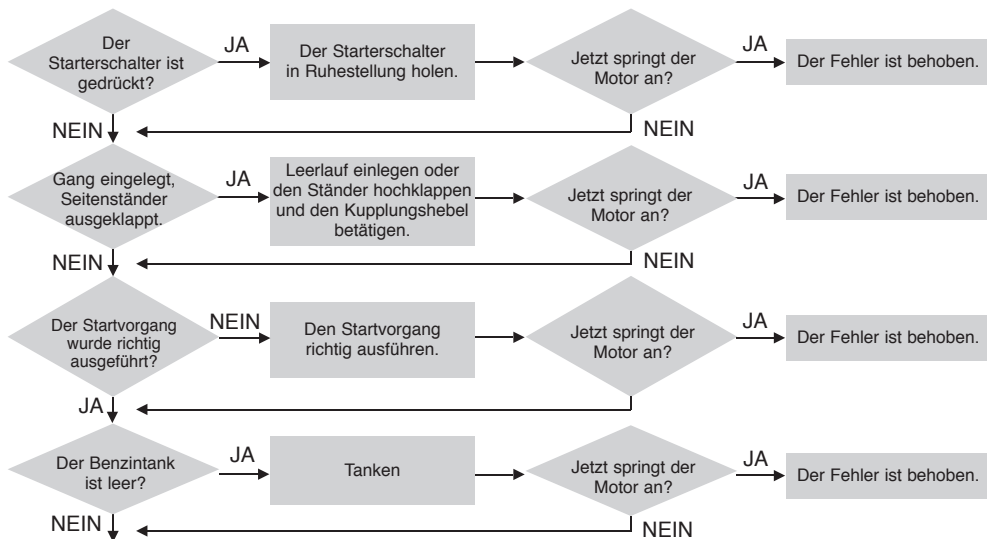 Der
Starterschalter ist
gedrückt?
JA
Der Starterschalter
in Ruhestellung holen.
Jetzt springt der
Motor an?
JA
Der Fehler ist behoben.
NEIN
NEIN
Gang eingelegt,
Seitenständer
ausgeklappt.
JA
Leerlauf einlegen oder
den Ständer hochklappen
und den Kupplungshebel
betätigen.
Jetzt springt der
Motor an?
JA
Der Fehler ist behoben.
NEIN
NEIN
Der Startvorgang
wurde richtig
ausgeführt?
NEIN
Den Startvorgang
richtig ausführen.
Jetzt springt der
Motor an?
JA
Der Fehler ist behoben.
JA
Der Benzintank
ist leer?
JA
Tanken
Jetzt springt der
Motor an?
JA
Der Fehler ist behoben.
NEIN
NEIN